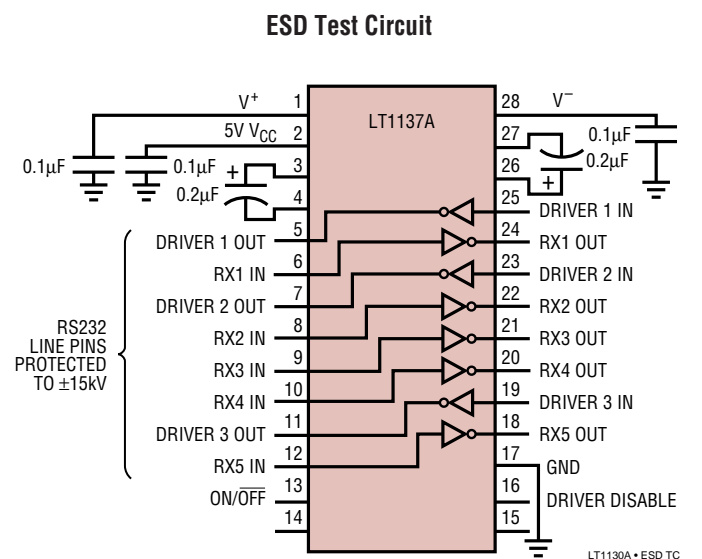 ESD Test Circuit
LT1137A
V+ 1
5V VCC 2
3
4
5
6
7
8
9
10
11
12
13
14
28 V−
27
26
25
24
23
22
21
20
19
18
17
16
15
0.1µF
0.1µF
+
0.2µF
0.1µF
0.2µF
+
DRIVER 1 OUT
RX1 IN
DRIVER 2 OUT
RX2 IN
RX3 IN
RX4 IN
DRIVER 3 OUT
RX5 IN
ON/OFF
RS232
LINE PINS
PROTECTED
TO ±15kV
DRIVER 1 IN
RX1 OUT
DRIVER 2 IN
RX2 OUT
RX3 OUT
RX4 OUT
DRIVER 3 IN
RX5 OUT
GND
DRIVER DISABLE
LT1130A • ESD TC